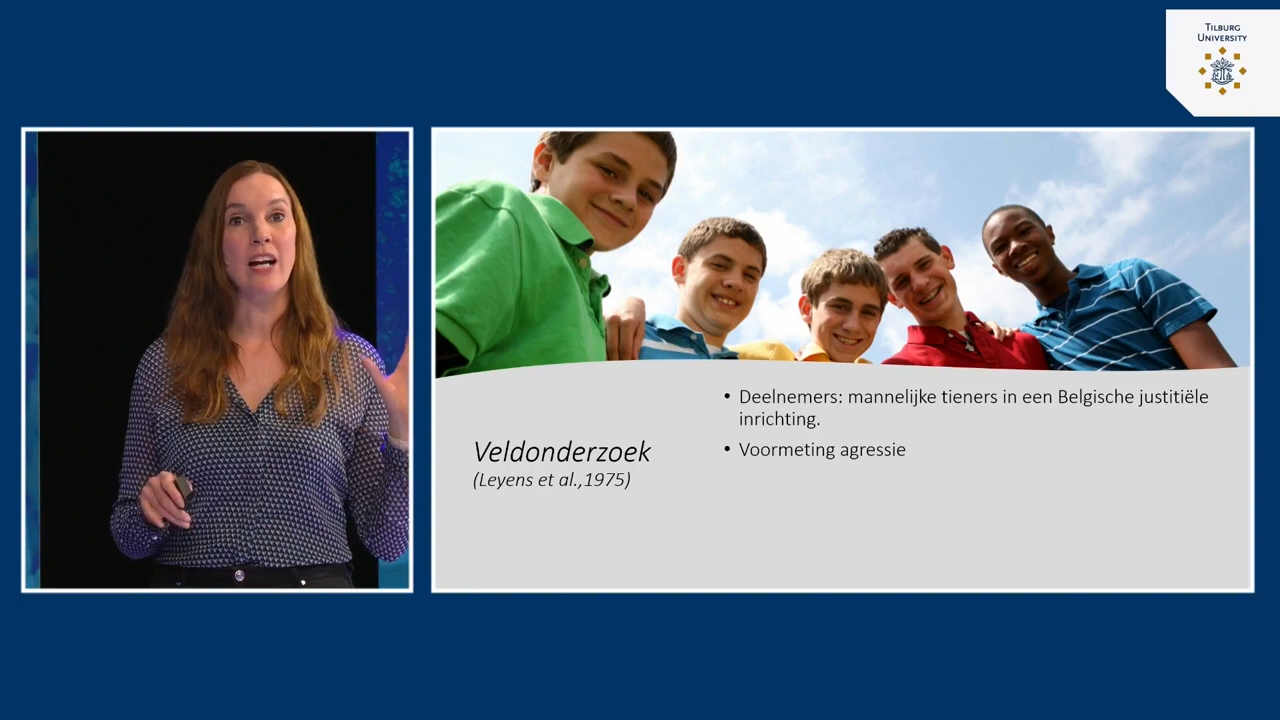 TILBURG
UNIVERSITY
Veldonderzoek
(Leyens et al.,1975)
• Deelnemers: mannelijke tieners in een Belgische justitiële
inrichting.
• Voormeting agressie